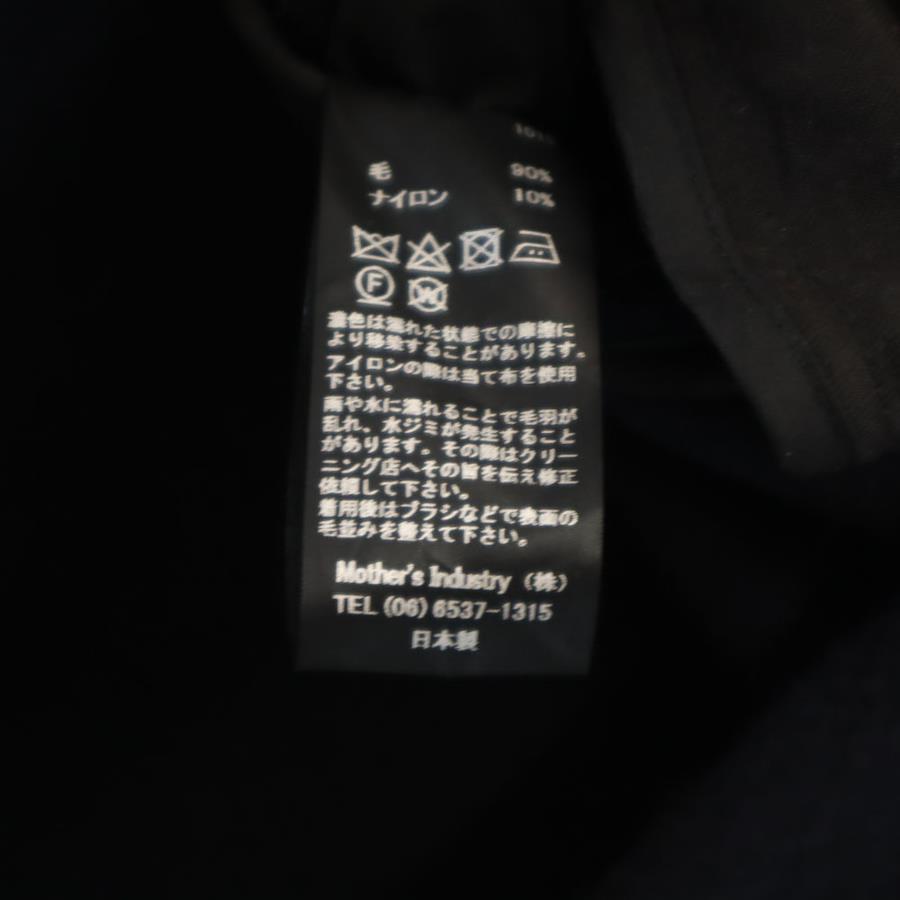 毛 90%
ナイロン 10%
F
W
濃色は濡れた状態での摩擦に
より移染することがあります。
アイロンの際は当て布を使用
下さい。
雨や水に濡れることで毛羽が
乱れ、水ジミが発生すること
があります。その際はクリー
ニング店へその旨を伝え修正
依頼して下さい。
着用後はブラシなどで表面の
毛並みを整えて下さい。
Mother's Industry (株)
TEL (06) 6537-1315
日本製